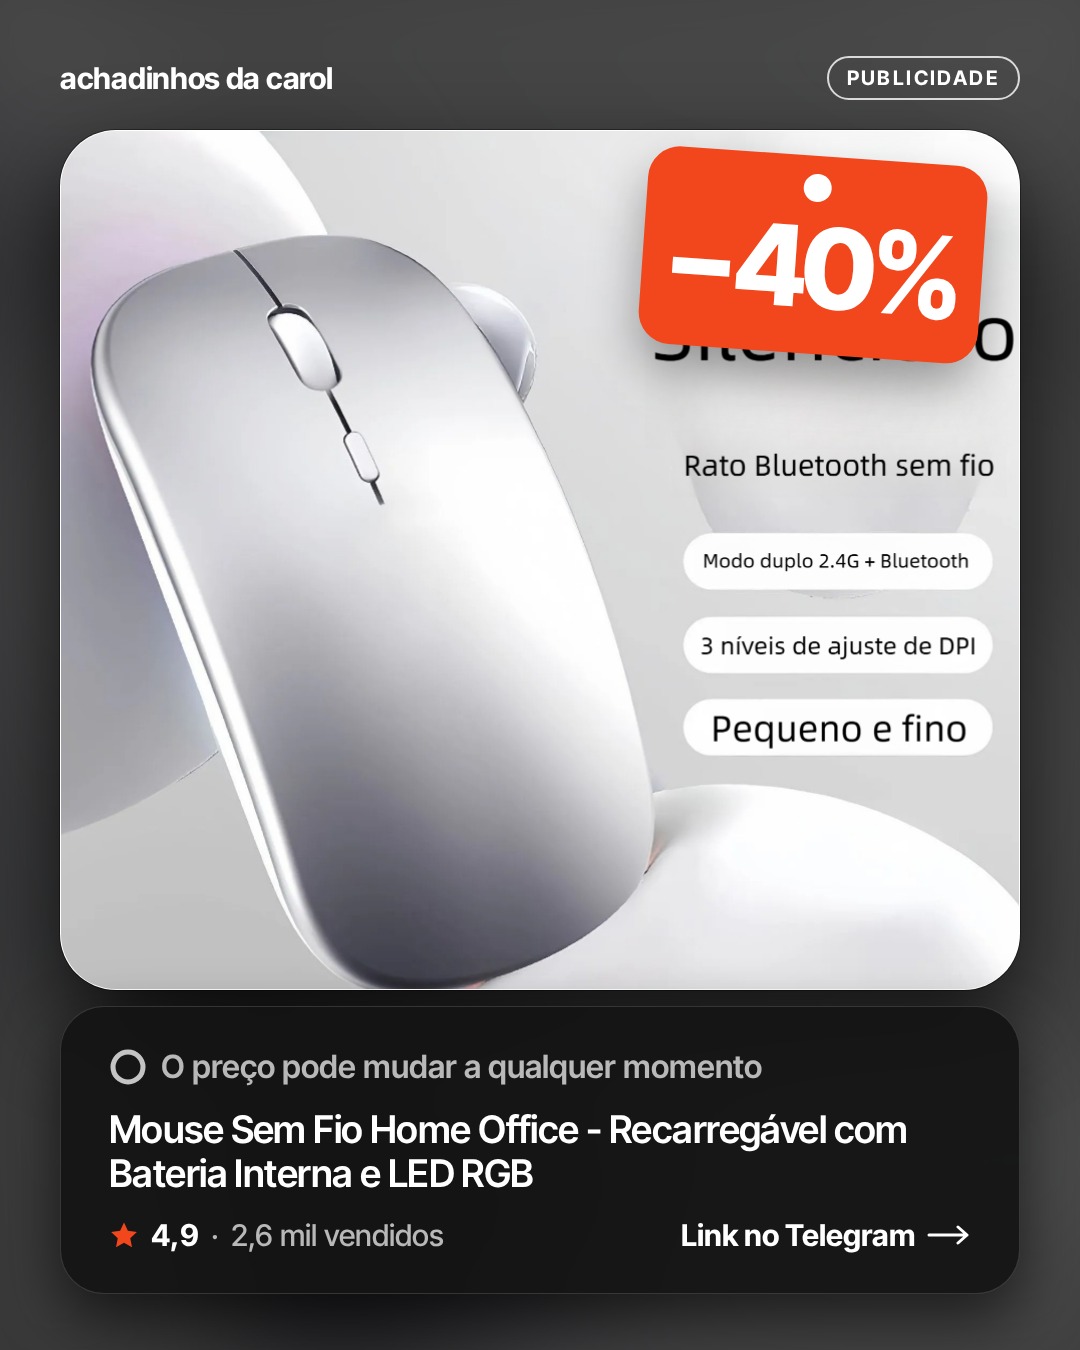 achadinhos da carol
PUBLICIDADE
−40%
Rato Bluetooth sem fio
Modo duplo 2.4G + Bluetooth
3 níveis de ajuste de DPI
Pequeno e fino
O preço pode mudar a qualquer momento
Mouse Sem Fio Home Office - Recarregável com
Bateria Interna e LED RGB
4,9 · 2,6 mil vendidos
Link no Telegram →